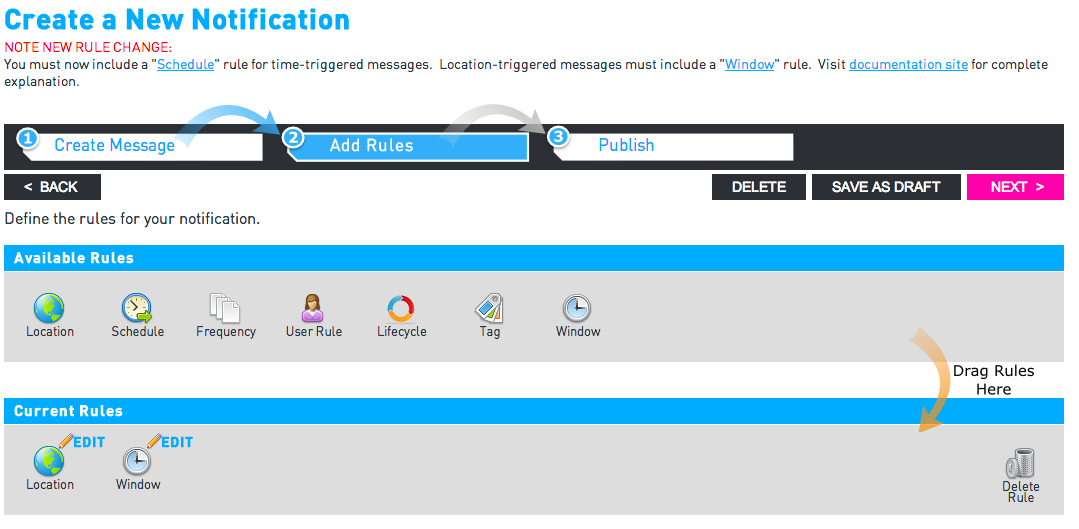 Create a New Notification
NOTE NEW RULE CHANGE:
You must now include a "Schedule" rule for time-triggered messages. Location-triggered messages must include a "Window" rule. Visit documentation site for complete
explanation.
1 Create Message 2 Add Rules 3 Publish
< BACK DELETE SAVE AS DRAFT NEXT >
Define the rules for your notification.
Available Rules
Location Schedule Frequency User Rule Lifecycle Tag Window
Drag Rules
Here
Current Rules
EDIT EDIT
Location Window Delete
Rule